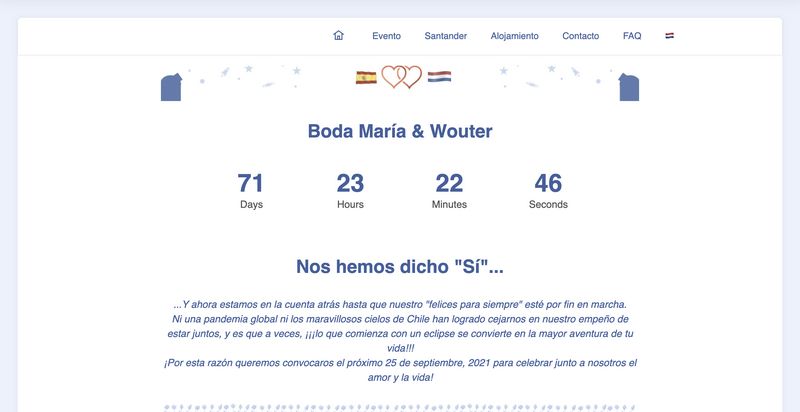 Evento Santander Alojamiento Contacto FAQ
Boda María & Wouter
71 23 22 46
Days Hours Minutes Seconds
Nos hemos dicho "Sí"...
...Y ahora estamos en la cuenta atrás hasta que nuestro "felices para siempre" esté por fin en marcha.
Ni una pandemia global ni los maravillosos cielos de Chile han logrado cejarnos en nuestro empeño de
estar juntos, y es que a veces, ¡¡¡lo que comienza con un eclipse se convierte en la mayor aventura de tu
vida!!!
¡Por esta razón queremos convocaros el próximo 25 de septiembre, 2021 para celebrar junto a nosotros el
amor y la vida!